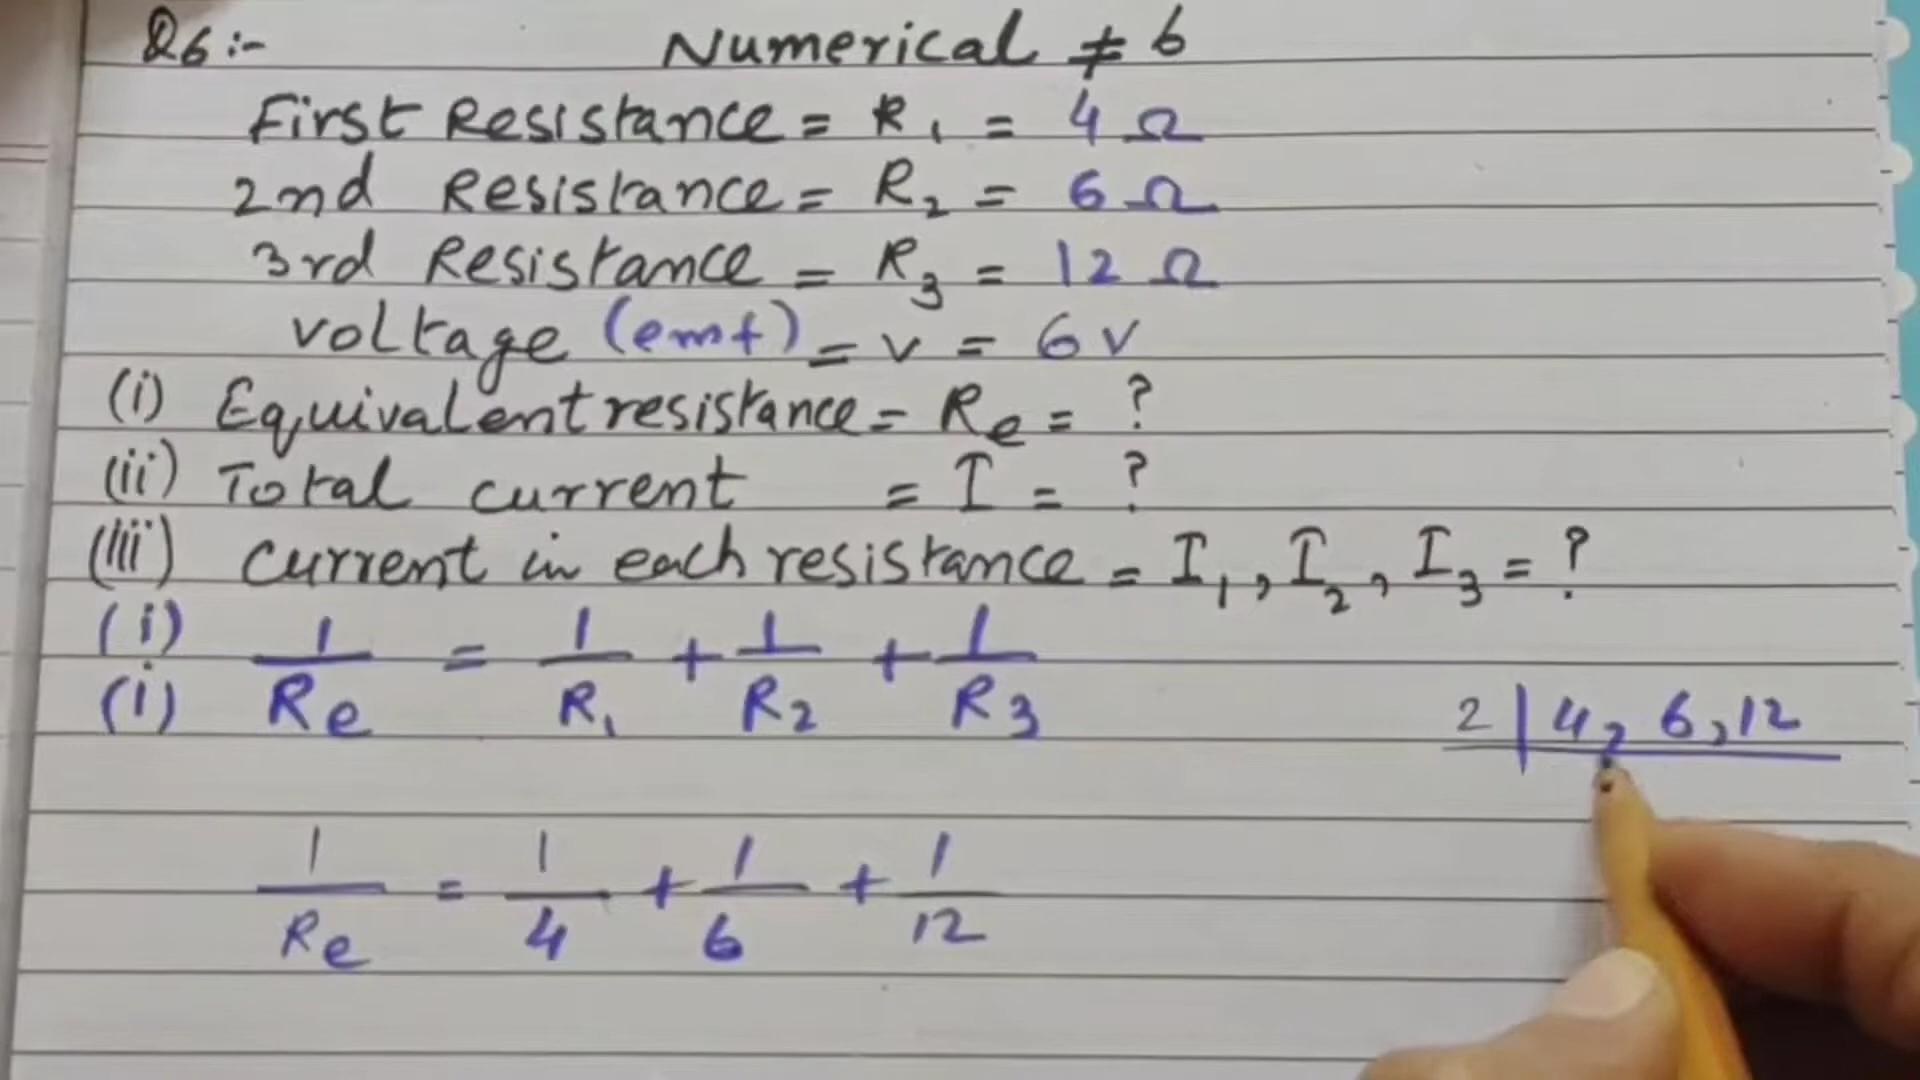 Q6:- Numerical ≠ 6
First Resistance = R₁ = 4 Ω
2nd Resistance = R₂ = 6 Ω
3rd Resistance = R₃ = 12 Ω
voltage (emf) = v = 6 v
(i) Equivalent resistance = Re = ?
(ii) Total current = I = ?
(iii) current in each resistance = I₁, I₂, I₃ = ?
(i)
(i) 1/Re = 1/R₁ + 1/R₂ + 1/R₃
2 | 4, 6, 12
1/Re = 1/4 + 1/6 + 1/12